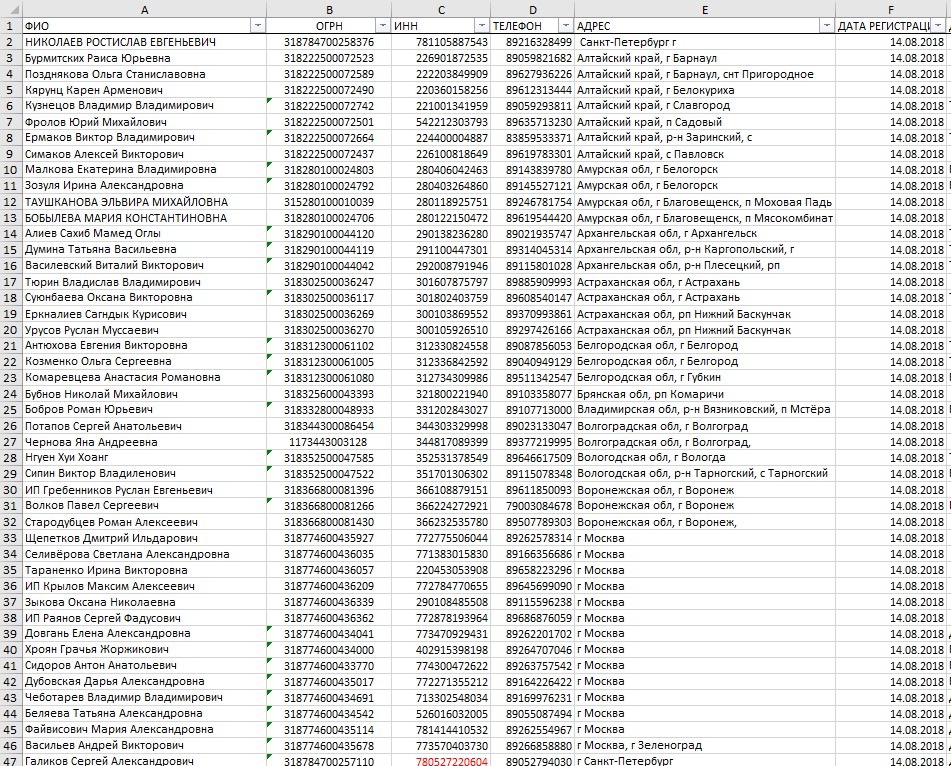 A B C D E F
1 ФИО ОГРН ИНН ТЕЛЕФОН АДРЕС ДАТА РЕГИСТРАЦИ
2 НИКОЛАЕВ РОСТИСЛАВ ЕВГЕНЬЕВИЧ 318784700258376 781105887543 89216328499 Санкт-Петербург г 14.08.2018
3 Бурмитских Раиса Юрьевна 318222500072523 226901872535 89059821682 Алтайский край, г Барнаул 14.08.2018
4 Позднякова Ольга Станиславовна 318222500072589 222203849909 89627936226 Алтайский край, г Барнаул, снт Пригородное 14.08.2018
5 Кярунц Карен Арменович 318222500072490 220360158256 89612313444 Алтайский край, г Белокуриха 14.08.2018
6 Кузнецов Владимир Владимирович 318222500072742 221001341959 89059293811 Алтайский край, г Славгород 14.08.2018
7 Фролов Юрий Михайлович 318222500072501 542212303793 89635713230 Алтайский край, п Садовый 14.08.2018
8 Ермаков Виктор Владимирович 318222500072664 224400004887 83859533371 Алтайский край, р-н Заринский, с 14.08.2018
9 Симаков Алексей Викторович 318222500072437 226100818649 89619783301 Алтайский край, с Павловск 14.08.2018
10 Малкова Екатерина Владимировна 318280100024803 280406042463 89143839780 Амурская обл, г Белогорск 14.08.2018
11 Зозуля Ирина Александровна 318280100024792 280403264860 89145527121 Амурская обл, г Белогорск 14.08.2018
12 ТАУШКАНОВА ЭЛЬВИРА МИХАЙЛОВНА 315280100010039 280118925751 89246781754 Амурская обл, г Благовещенск, п Моховая Падь 14.08.2018
13 БОБЫЛЕВА МАРИЯ КОНСТАНТИНОВНА 318280100024706 280122150472 89619544420 Амурская обл, г Благовещенск, п Мясокомбинат 14.08.2018
14 Алиев Сахиб Мамед Оглы 318290100044120 290138236280 89021935747 Архангельская обл, г Архангельск 14.08.2018
15 Думина Татьяна Васильевна 318290100044119 291100447301 89314045314 Архангельская обл, р-н Каргопольский, г 14.08.2018
16 Василевский Виталий Викторович 318290100044042 292008791946 89115801028 Архангельская обл, р-н Плесецкий, рп 14.08.2018
17 Тюрин Владислав Владимирович 318302500036247 301607875797 89885909993 Астраханская обл, г Астрахань 14.08.2018
18 Суюнбаева Оксана Викторовна 318302500036117 301802403759 89608540147 Астраханская обл, г Астрахань 14.08.2018
19 Еркналиев Сагндык Курисович 318302500036269 300103869552 89370993861 Астраханская обл, рп Нижний Баскунчак 14.08.2018
20 Урусов Руслан Муссаевич 318302500036270 300105926510 89297426166 Астраханская обл, рп Нижний Баскунчак 14.08.2018
21 Антюхова Евгения Викторовна 318312300061102 312330824558 89087856053 Белгородская обл, г Белгород 14.08.2018
22 Козменко Ольга Сергеевна 318312300061005 312336842592 89040949129 Белгородская обл, г Белгород 14.08.2018
23 Комаревцева Анастасия Романовна 318312300061080 312734309986 89511342547 Белгородская обл, г Губкин 14.08.2018
24 Бубнов Николай Михайлович 318325600043393 321800221940 89103358077 Брянская обл, рп Комаричи 14.08.2018
25 Бобров Роман Юрьевич 318332800048933 331202843027 89107713000 Владимирская обл, р-н Вязниковский, п Мстёра 14.08.2018
26 Потапов Сергей Анатольевич 318344300086454 344303329998 89023133047 Волгоградская обл, г Волгоград 14.08.2018
27 Чернова Яна Андреевна 1173443003128 344817089399 89377219995 Волгоградская обл, г Волгоград, 14.08.2018
28 Нгуен Хуи Хоанг 318352500047585 352531378549 89646617509 Вологодская обл, г Вологда 14.08.2018
29 Сипин Виктор Владиленович 318352500047522 351701306302 89115078348 Вологодская обл, р-н Тарногский, с Тарногский 14.08.2018
30 ИП Гребенников Руслан Евгеньевич 318366800081396 366108879151 89611850093 Воронежская обл, г Воронеж 14.08.2018
31 Волков Павел Сергеевич 318366800081266 366224272921 79003084678 Воронежская обл, г Воронеж 14.08.2018
32 Стародубцев Роман Алексеевич 318366800081430 366232535780 89507789303 Воронежская обл, г Воронеж, 14.08.2018
33 Щепетков Дмитрий Ильдарович 318774600435927 772775506044 89262578314 г Москва 14.08.2018
34 Селивёрова Светлана Александровна 318774600436035 771383015830 89166356686 г Москва 14.08.2018
35 Тараненко Ирина Викторовна 318774600436057 220453053908 89658223296 г Москва 14.08.2018
36 ИП Крылов Максим Алексеевич 318774600436209 772784770655 89645699090 г Москва 14.08.2018
37 Зыкова Оксана Николаевна 318774600436339 290108485508 89115596238 г Москва 14.08.2018
38 ИП Раянов Сергей Фадусович 318774600436362 772878193964 89686876059 г Москва 14.08.2018
39 Довгань Елена Александровна 318774600434041 773470929431 89262201702 г Москва 14.08.2018
40 Хроян Грачья Жоржикович 318774600434000 402915398198 89264707046 г Москва 14.08.2018
41 Сидоров Антон Анатольевич 318774600433770 774300472622 89263757542 г Москва 14.08.2018
42 Дубовская Дарья Александровна 318774600435017 772271355212 89164226422 г Москва 14.08.2018
43 Чеботарев Владимир Владимирович 318774600434691 713302548034 89169976231 г Москва 14.08.2018
44 Беляева Татьяна Александровна 318774600434542 526016032005 89055087494 г Москва 14.08.2018
45 Файвисович Мария Александровна 318774600435114 781414410532 89262554967 г Москва 14.08.2018
46 Васильев Андрей Викторович 318774600435678 773570403730 89266858880 г Москва, г Зеленоград 14.08.2018
47 Галиков Сергей Александрович 318784700257110 780527220604 89052794030 г Санкт-Петербург 14.08.2018